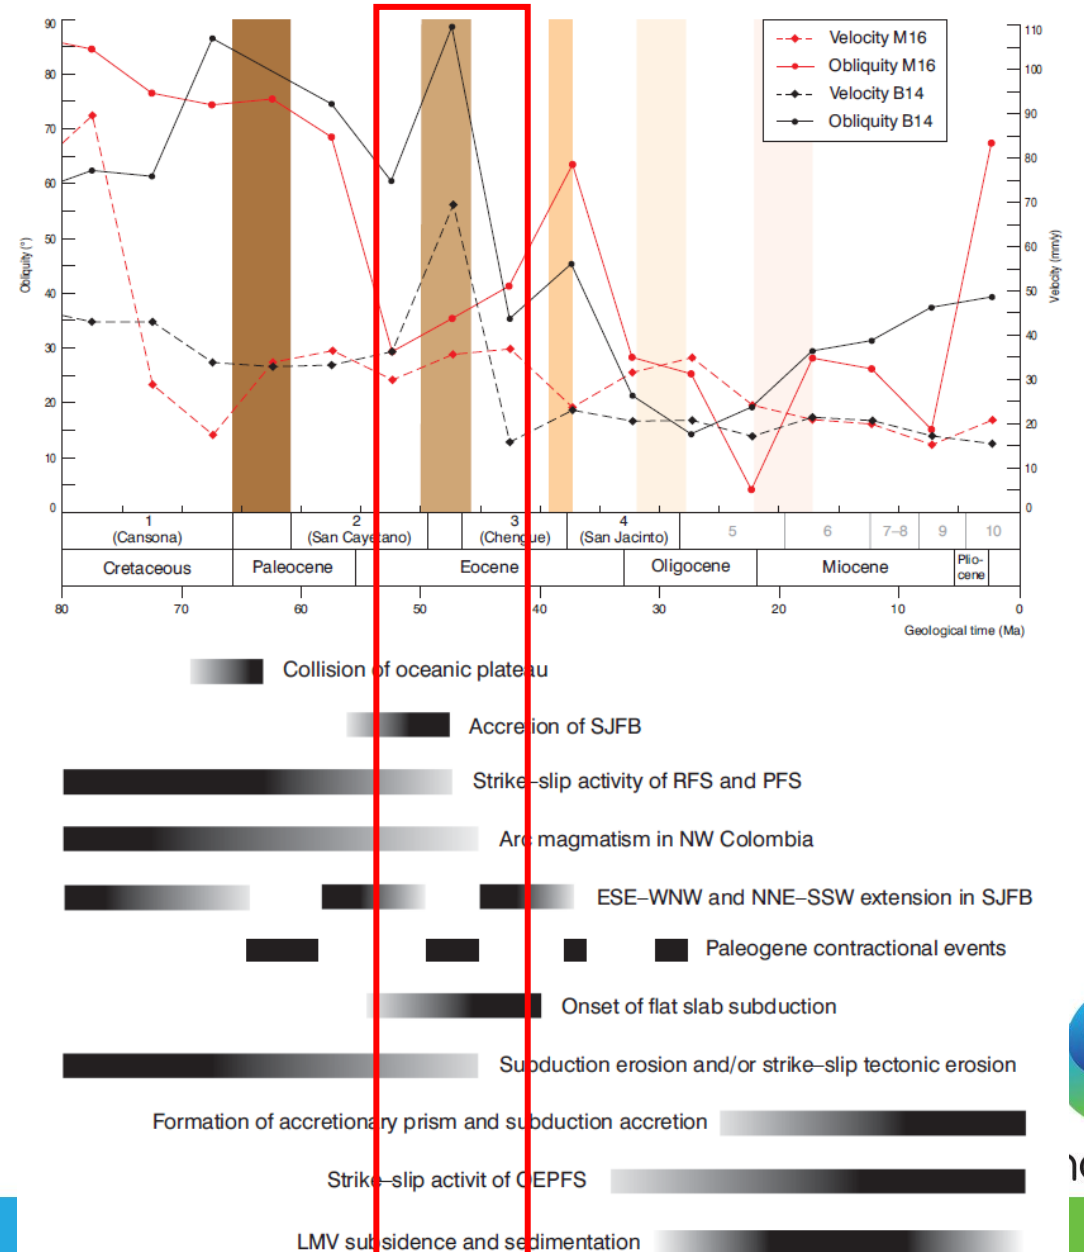 90
80
70
60
50
40
30
20
10
0
Obliquity (°)
Velocity M16
Obliquity M16
Velocity B14
Obliquity B14
110
100
90
80
70
60
50
40
30
20
10
0
Velocity (mm/y)
1
(Cansona)
2
(San Cayetano)
3
(Chengue)
4
(San Jacinto)
5
6
7–8
9
10
Cretaceous
Paleocene
Eocene
Oligocene
Miocene
Plio-
cene
80
70
60
50
40
30
20
10
0
Geological time (Ma)
Collision of oceanic plateau
Accretion of SJFB
Strike–slip activity of RFS and PFS
Arc magmatism in NW Colombia
ESE–WNW and NNE–SSW extension in SJFB
Paleogene contractional events
Onset of flat slab subduction
Subduction erosion and/or strike–slip tectonic erosion
Formation of accretionary prism and subduction accretion
Strike–slip activit of OEPFS
LMV subsidence and sedimentation